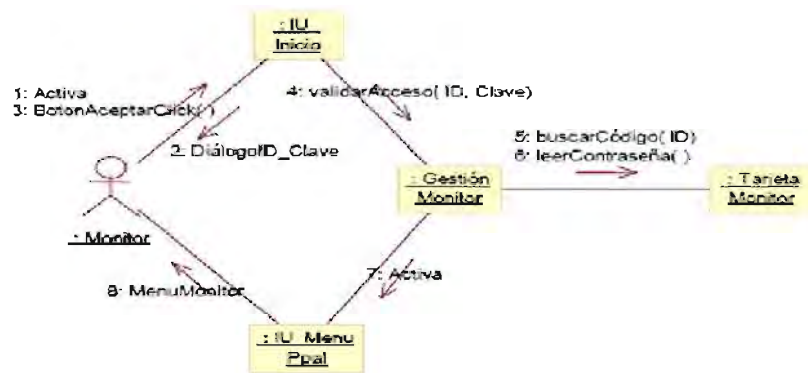 : IU
Inicio
1: Activa
3: BotonAceptarClick( )
4: validarAcceso( ID, Clave)
2: DiálogoID_Clave
5: buscarCódigo( ID)
6: leerContraseña( )
: Gestión
Monitor
: Tarjeta
Monitor
: Monitor
7: Activa
8: MenuMonitor
: IU_Menu
Ppal